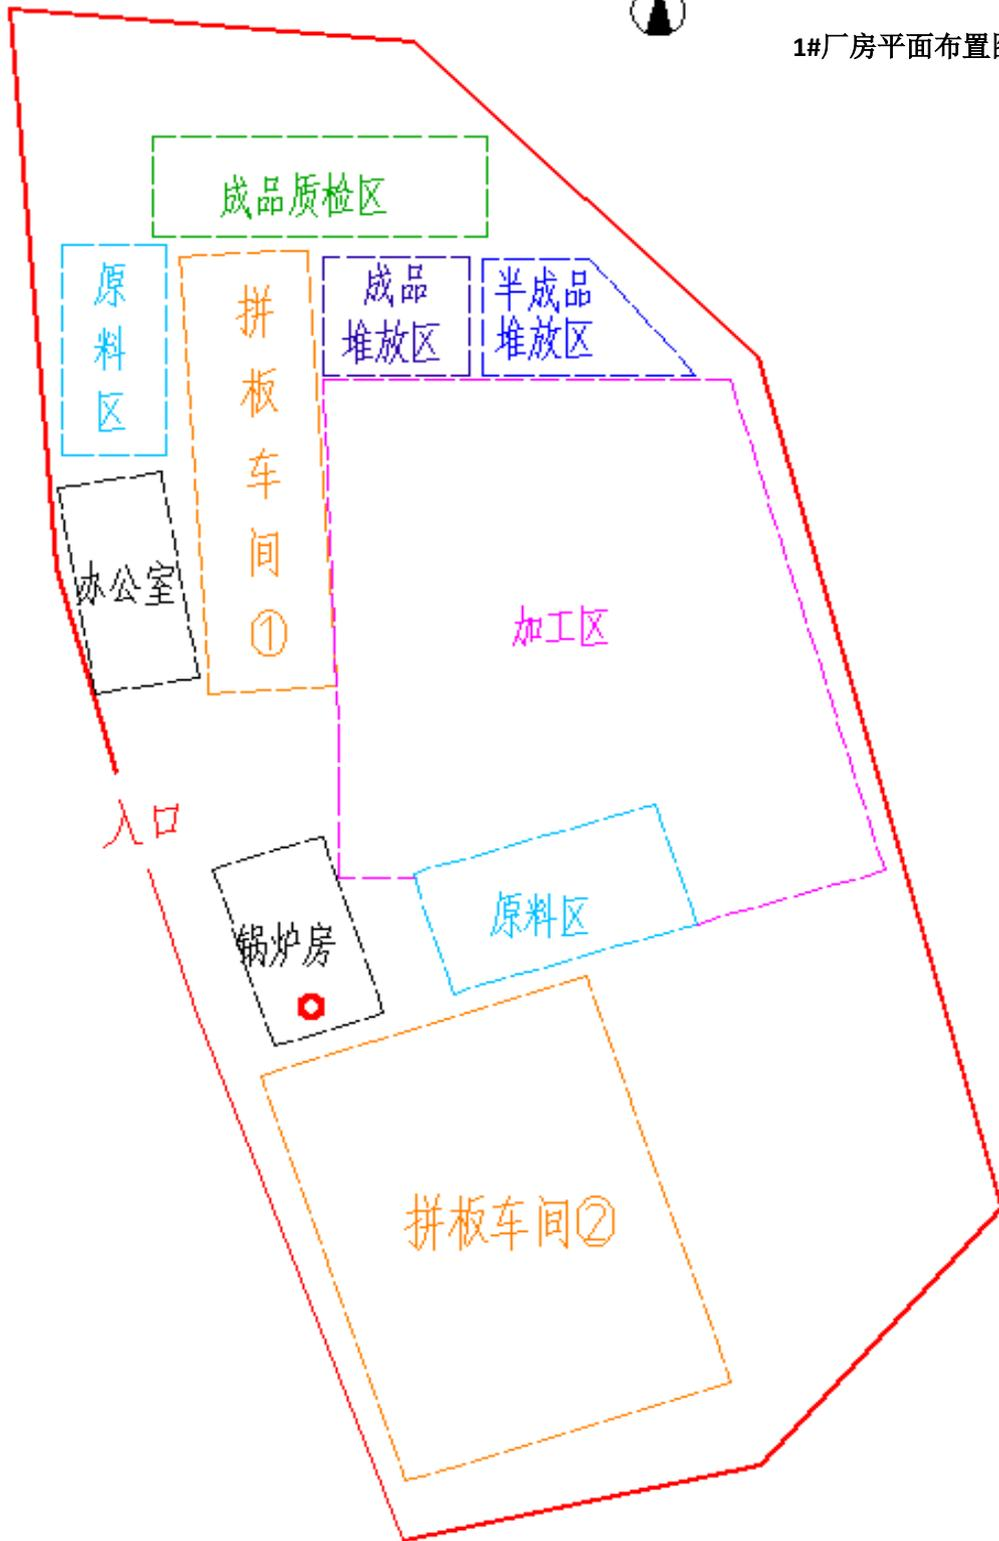 1#厂房平面布置图
成品质检区
原料区
拼板车间①
成品
堆放区
半成品
堆放区
办公室
加工区
入口
锅炉房
原料区
拼板车间②